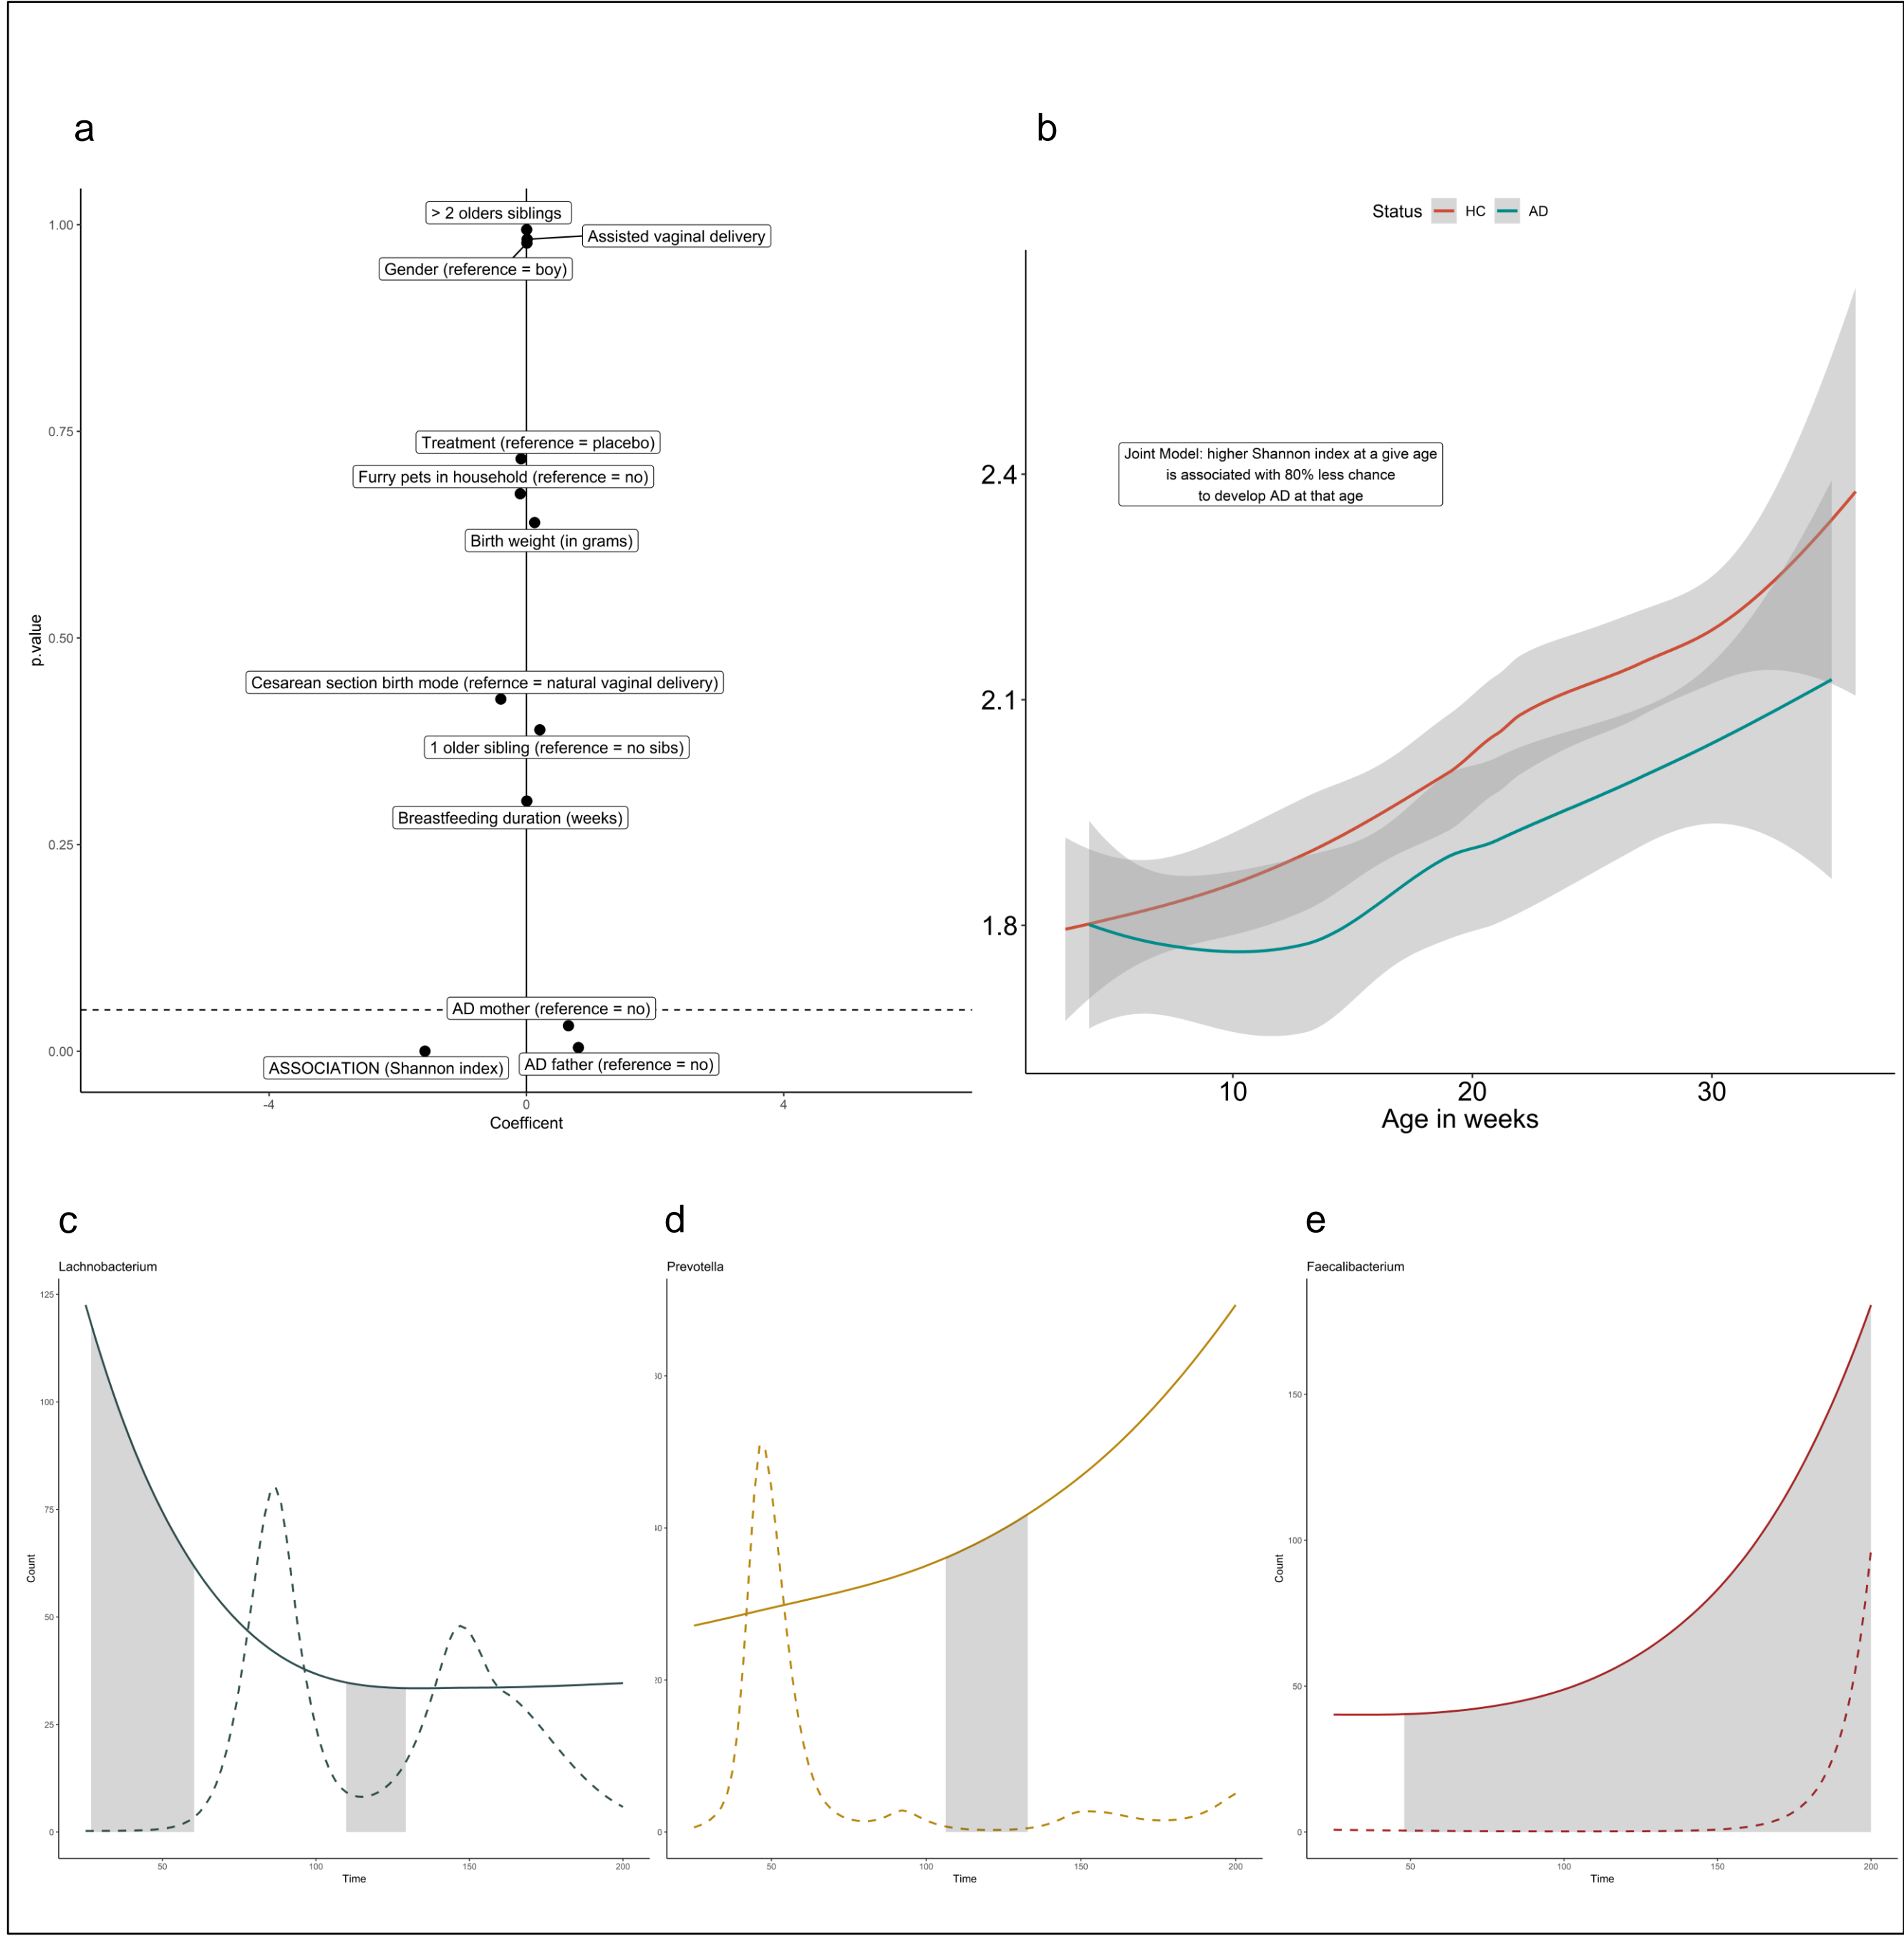 a
> 2 olders siblings
Assisted vaginal delivery
Gender (reference = boy)
Treatment (reference = placebo)
Furry pets in household (reference = no)
Birth weight (in grams)
Cesarean section birth mode (refernce = natural vaginal delivery)
1 older sibling (reference = no sibs)
Breastfeeding duration (weeks)
AD mother (reference = no)
ASSOCIATION (Shannon index)
AD father (reference = no)
1.00
0.75
0.50
0.25
0.00
p.value
-4
0
4
Coefficent
b
Status HC AD
Joint Model: higher Shannon index at a give age
is associated with 80% less chance
to develop AD at that age
2.4
2.1
1.8
10
20
30
Age in weeks
c
Lachnobacterium
125
100
75
50
25
0
Count
50
100
150
200
Time
d
Prevotella
0
50
100
150
200
Time
e
Faecalibacterium
150
100
50
0
Count
50
100
150
200
Time